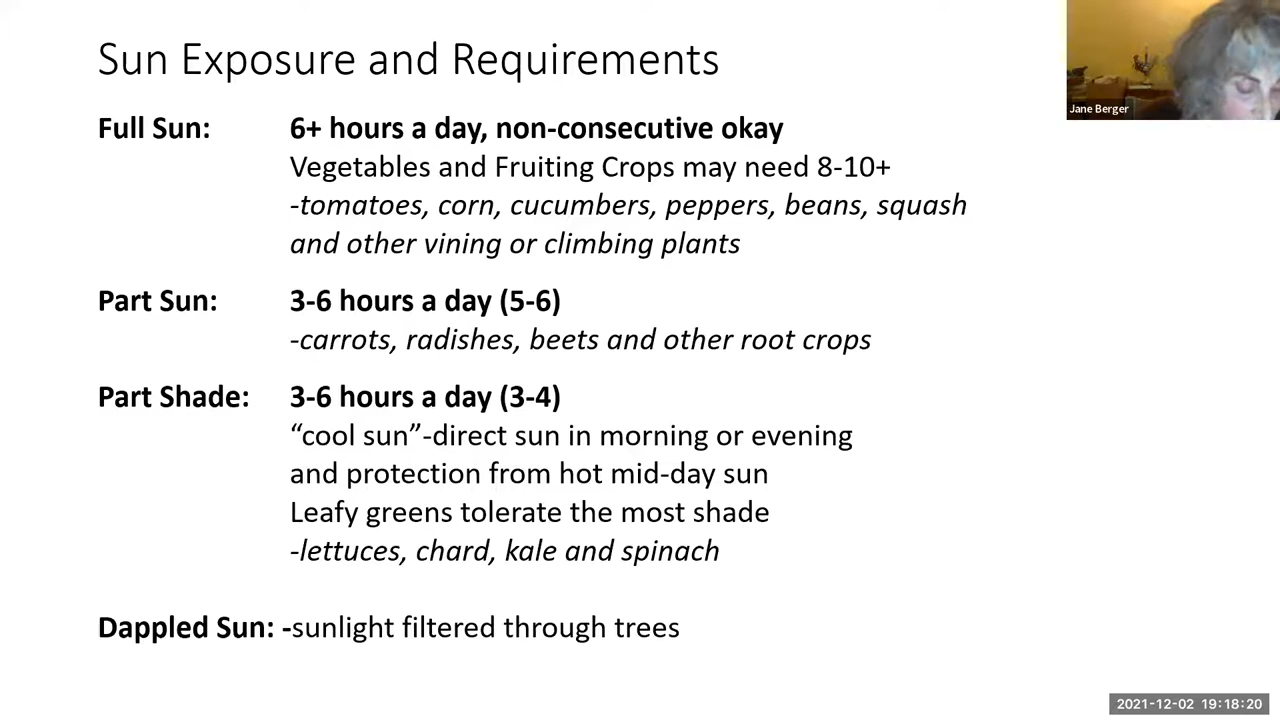 Sun Exposure and Requirements
Jane Berger
Full Sun: 6+ hours a day, non-consecutive okay
Vegetables and Fruiting Crops may need 8-10+
-tomatoes, corn, cucumbers, peppers, beans, squash
and other vining or climbing plants
Part Sun: 3-6 hours a day (5-6)
-carrots, radishes, beets and other root crops
Part Shade: 3-6 hours a day (3-4)
“cool sun”-direct sun in morning or evening
and protection from hot mid-day sun
Leafy greens tolerate the most shade
-lettuces, chard, kale and spinach
Dappled Sun: -sunlight filtered through trees
2021-12-02 19:18:20